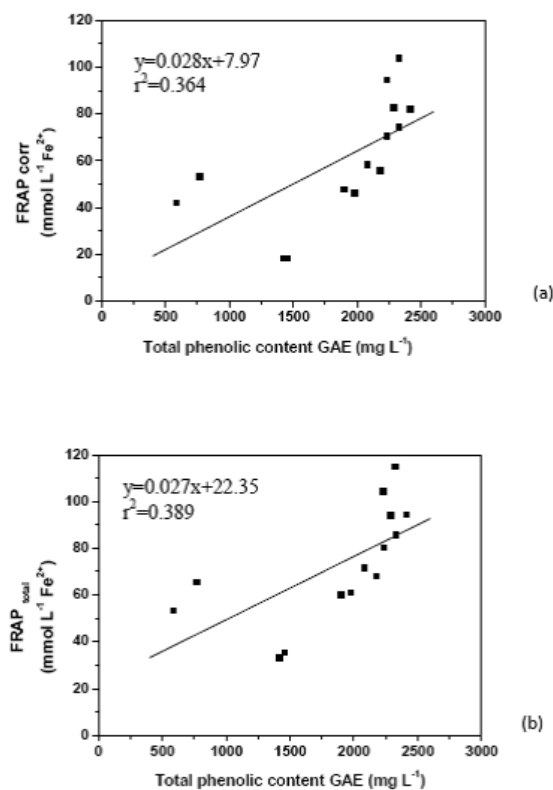 y=0.028x+7.97
r²=0.364
120
100
80
60
40
20
0
FRAP corr
(mmol L⁻¹ Fe²⁺)
0 500 1000 1500 2000 2500 3000
Total phenolic content GAE (mg L⁻¹)
(a)
y=0.027x+22.35
r²=0.389
120
100
80
60
40
20
0
FRAP total
(mmol L⁻¹ Fe²⁺)
0 500 1000 1500 2000 2500 3000
Total phenolic content GAE (mg L⁻¹)
(b)